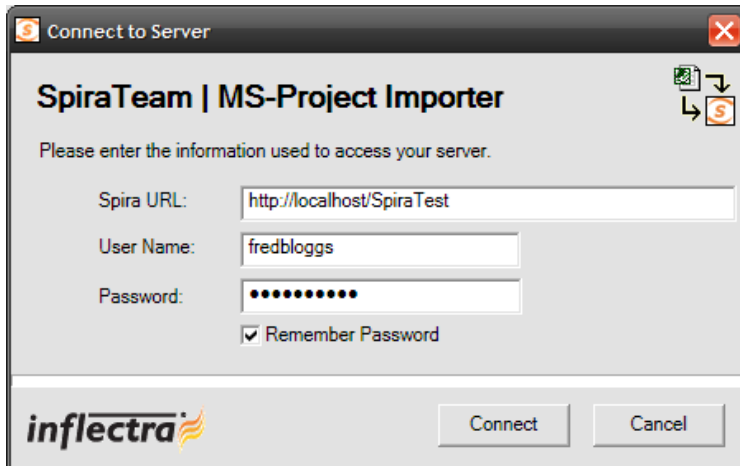 Connect to Server
SpiraTeam | MS-Project Importer
Please enter the information used to access your server.
Spira URL: http://localhost/SpiraTest
User Name: fredbloggs
Password: ●●●●●●●●●●
Remember Password
inflectra Connect Cancel